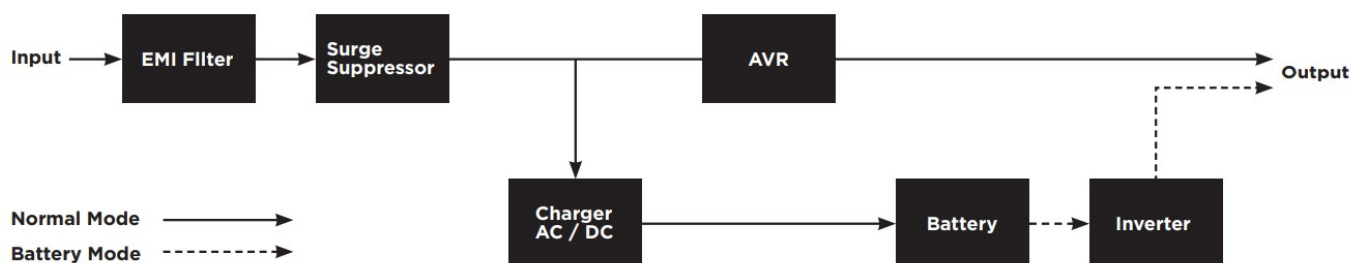 Input
EMI FIlter
Surge
Suppressor
AVR
Output
Charger
AC / DC
Battery
Inverter
Normal Mode
Battery Mode